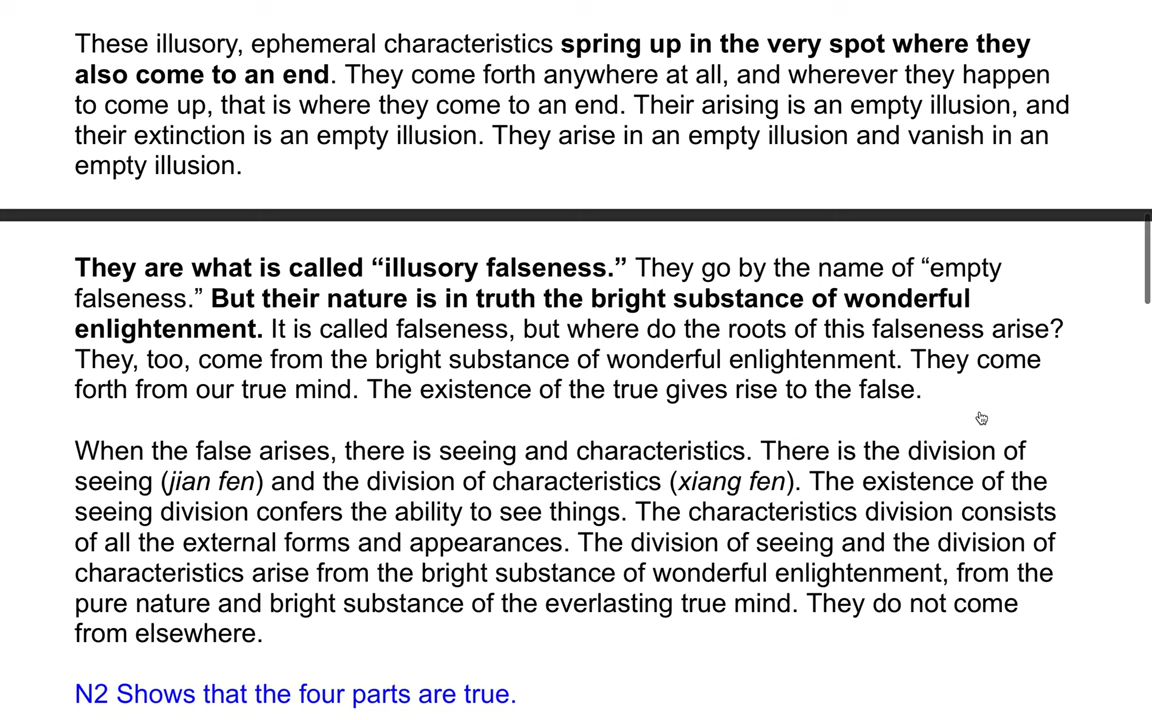 These illusory, ephemeral characteristics spring up in the very spot where they
also come to an end. They come forth anywhere at all, and wherever they happen
to come up, that is where they come to an end. Their arising is an empty illusion, and
their extinction is an empty illusion. They arise in an empty illusion and vanish in an
empty illusion.
They are what is called “illusory falseness.” They go by the name of “empty
falseness.” But their nature is in truth the bright substance of wonderful
enlightenment. It is called falseness, but where do the roots of this falseness arise?
They, too, come from the bright substance of wonderful enlightenment. They come
forth from our true mind. The existence of the true gives rise to the false.
When the false arises, there is seeing and characteristics. There is the division of
seeing (jian fen) and the division of characteristics (xiang fen). The existence of the
seeing division confers the ability to see things. The characteristics division consists
of all the external forms and appearances. The division of seeing and the division of
characteristics arise from the bright substance of wonderful enlightenment, from the
pure nature and bright substance of the everlasting true mind. They do not come
from elsewhere.
N2 Shows that the four parts are true.